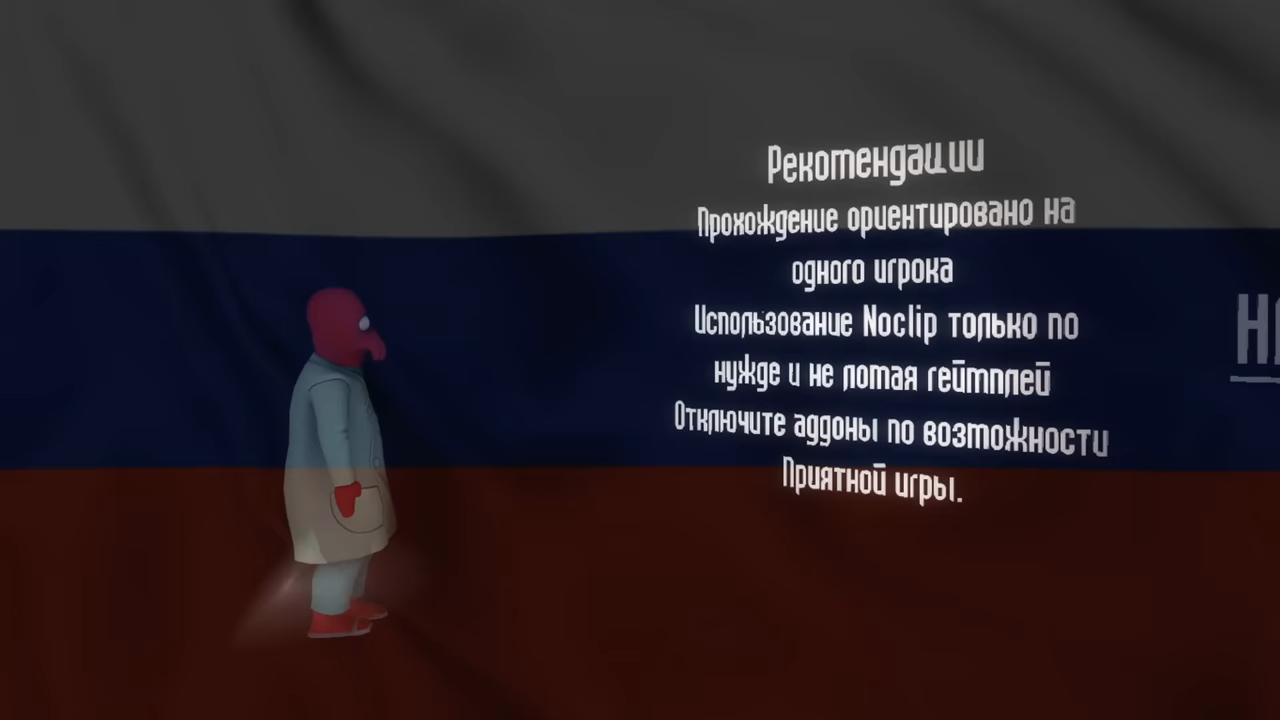 Рекомендации
Прохождение ориентировано на
одного игрока
Использование Noclip только по
нужде и не ломая геймплей
Отключите аддоны по возможности
Приятной игры.